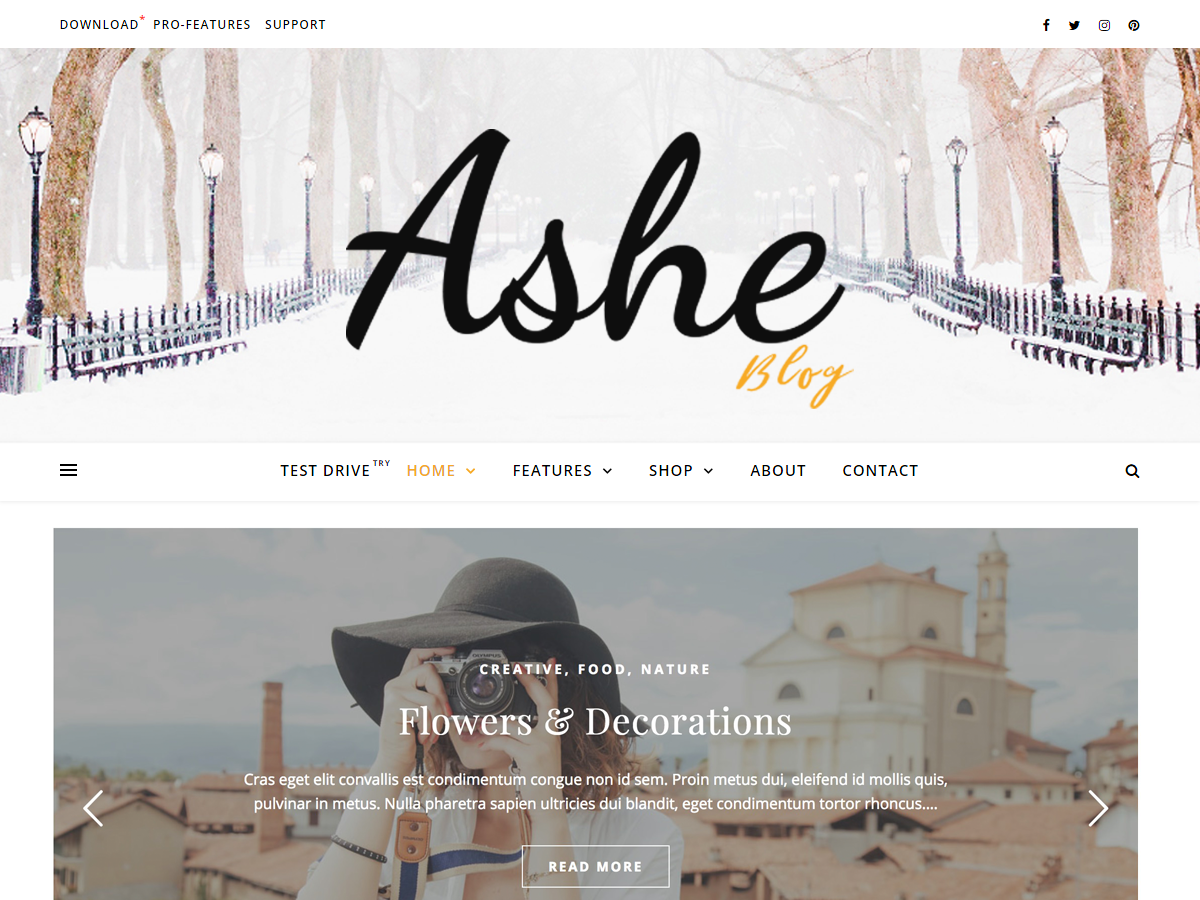 DOWNLOAD* PRO-FEATURES SUPPORT
Ashe
Blog
TEST DRIVE TRY HOME FEATURES SHOP ABOUT CONTACT
OLYMPUS
CREATIVE, FOOD, NATURE
Flowers & Decorations
Cras eget elit convallis est condimentum congue non id sem. Proin metus dui, eleifend id mollis quis,
pulvinar in metus. Nulla pharetra sapien ultricies dui blandit, eget condimentum tortor rhoncus....
READ MORE